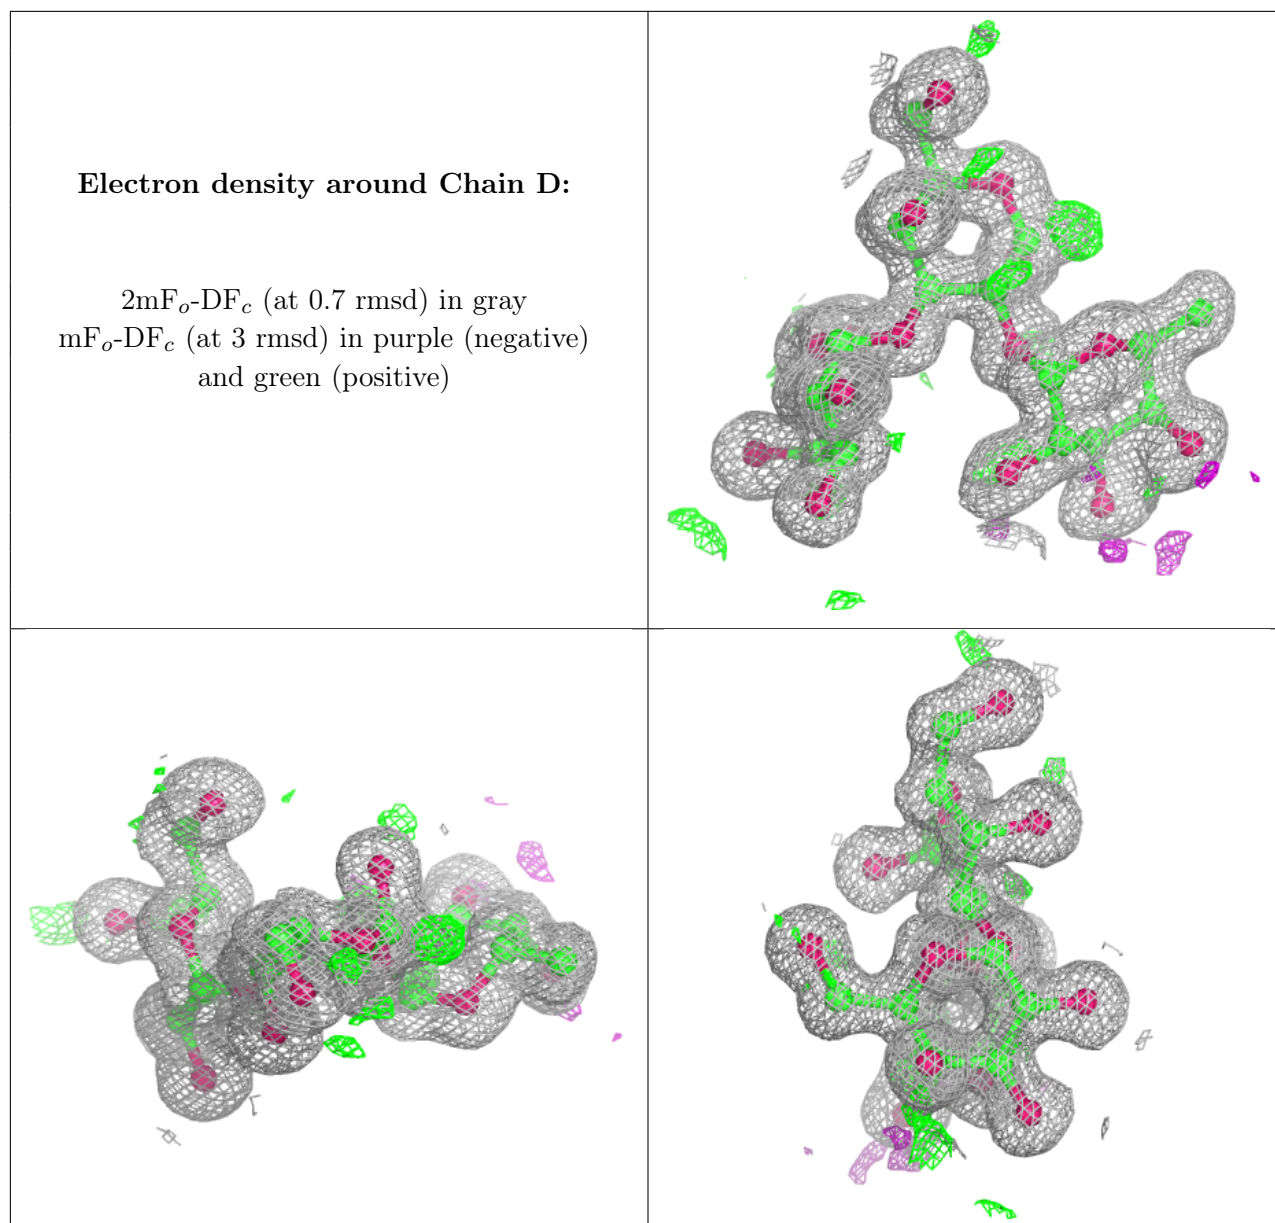 Electron density around Chain D:
2mFₒ-DF𝒸 (at 0.7 rmsd) in gray
mFₒ-DF𝒸 (at 3 rmsd) in purple (negative)
and green (positive)